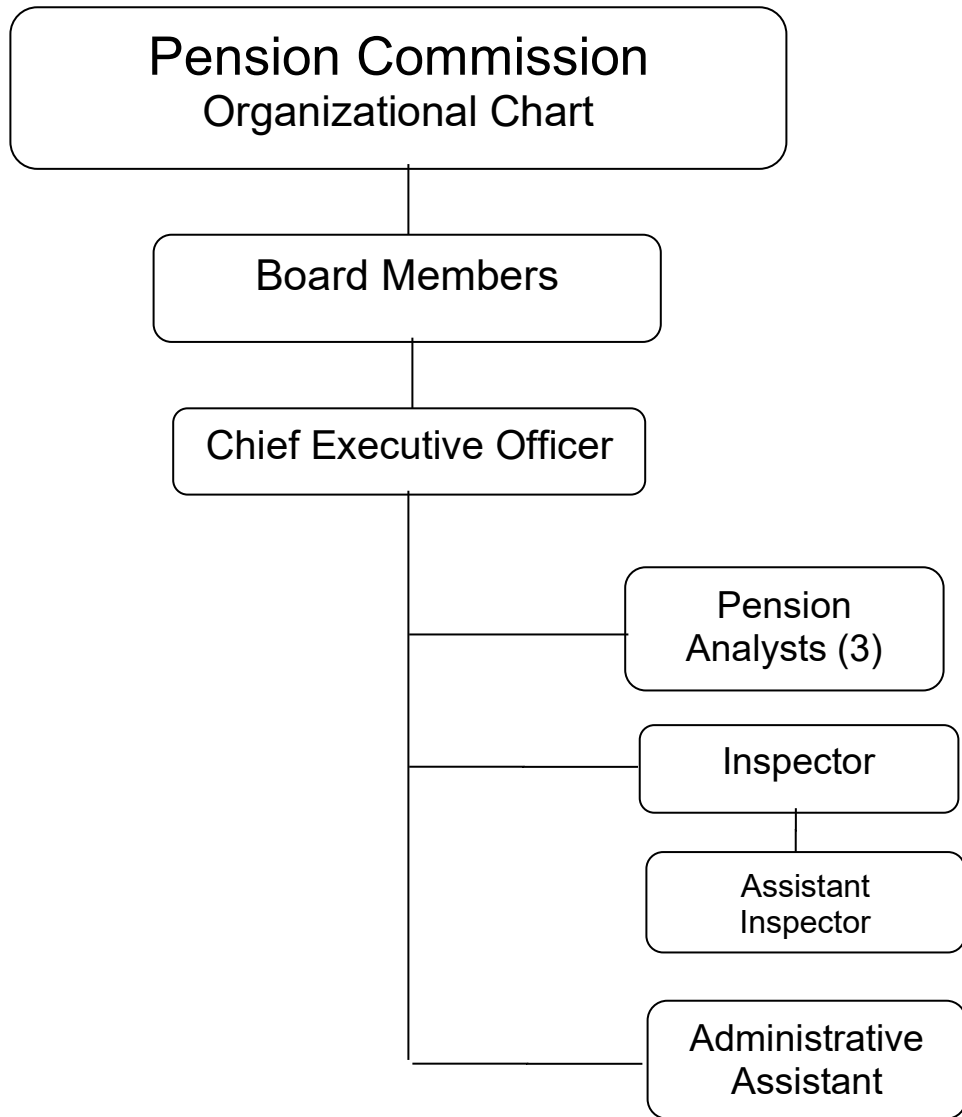 Pension Commission
Organizational Chart
Board Members
Chief Executive Officer
Pension
Analysts (3)
Inspector
Assistant
Inspector
Administrative
Assistant